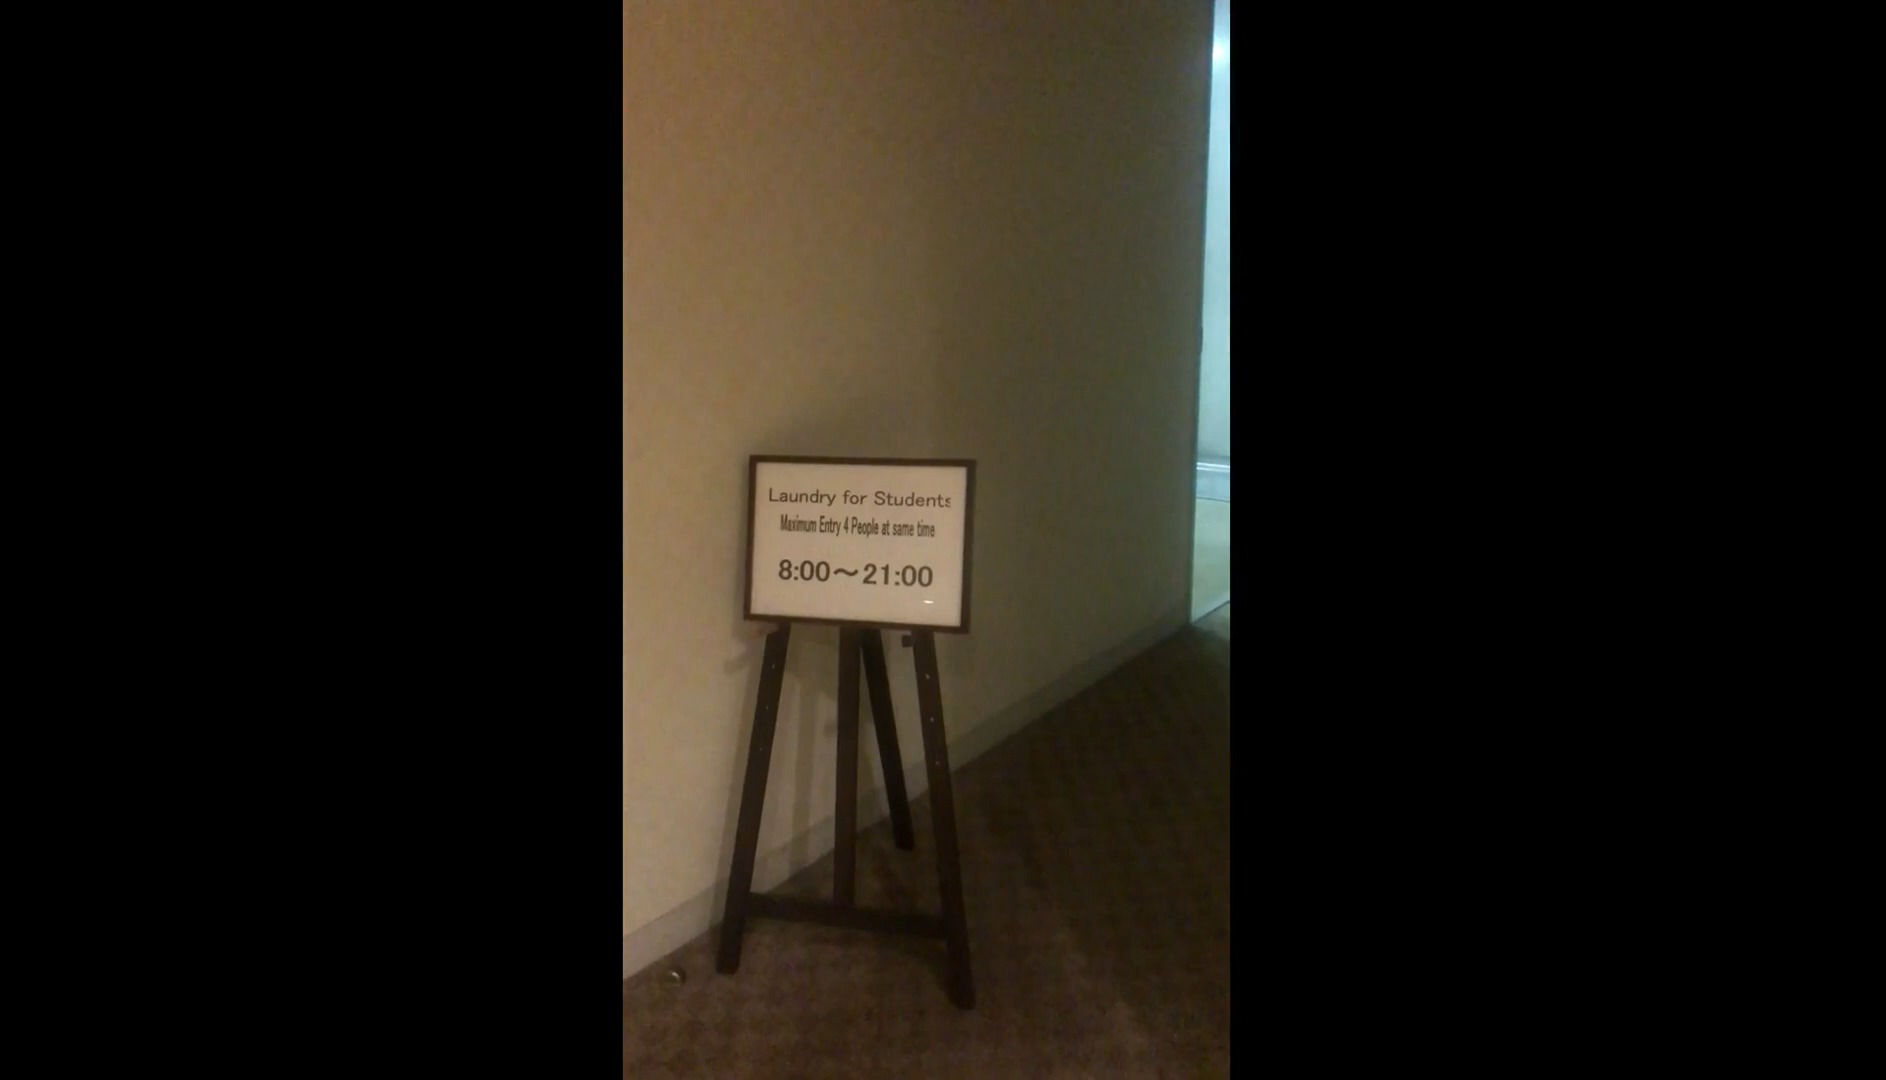 Laundry for Students
Maximum Entry 4 People at same time
8:00～21:00